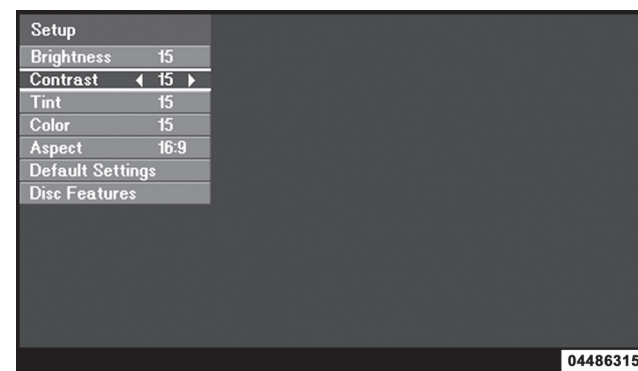 Setup
Brightness 15
Contrast 15
Tint 15
Color 15
Aspect 16:9
Default Settings
Disc Features
04486315